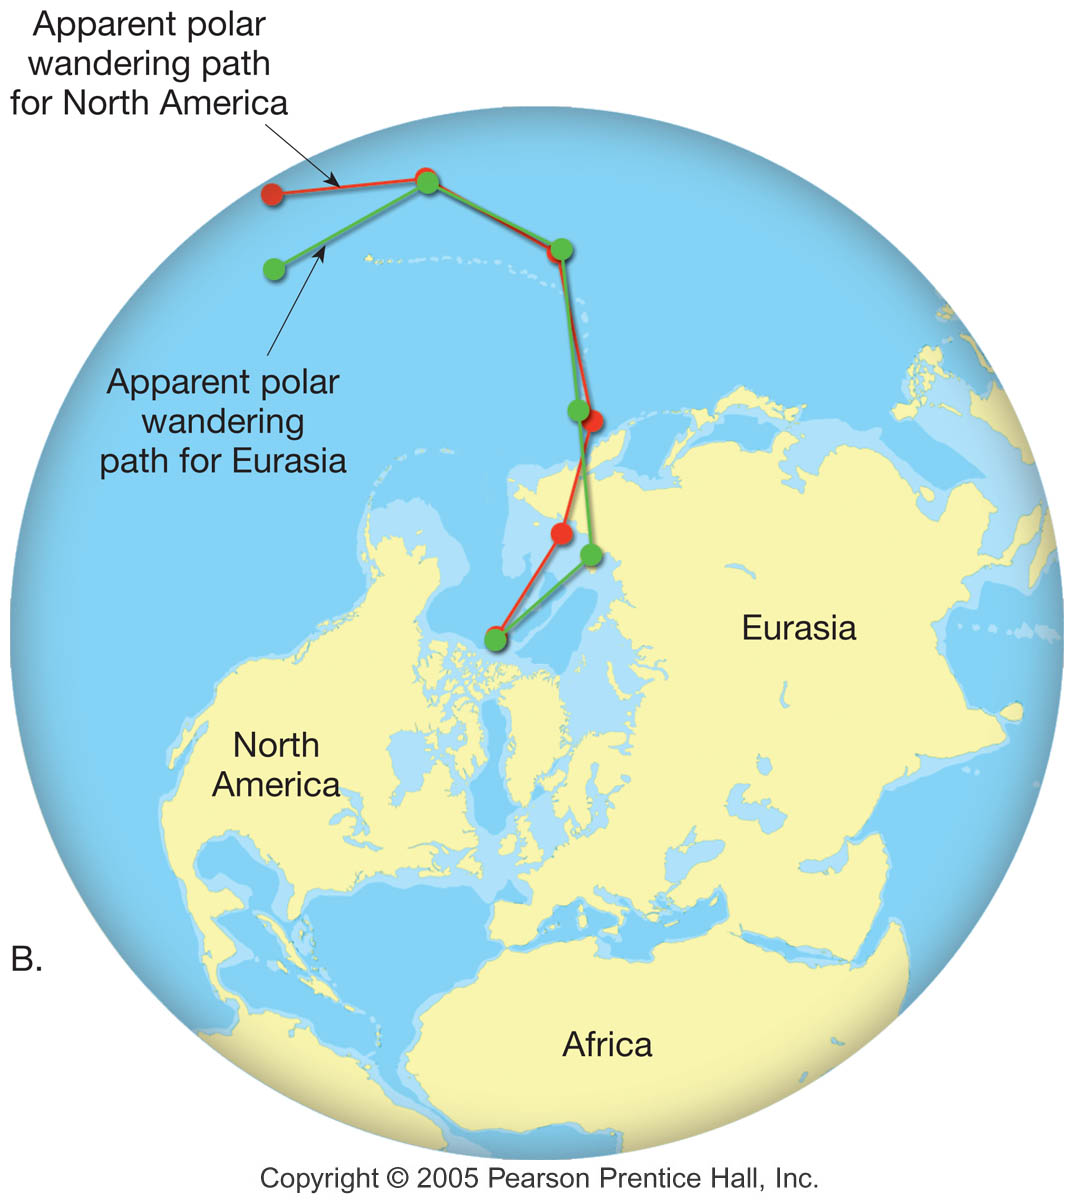 Apparent polar
wandering path
for North America
Apparent polar
wandering
path for Eurasia
Eurasia
North
America
B.
Africa
Copyright © 2005 Pearson Prentice Hall, Inc.